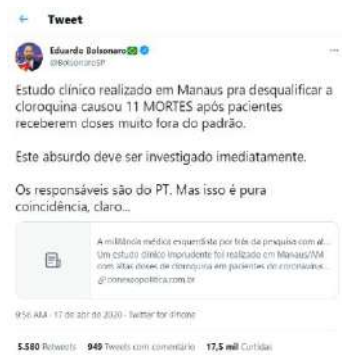 Tweet
Eduardo Bolsonaro
@BolsonaroSP
Estudo clínico realizado em Manaus pra desqualificar a
cloroquina causou 11 MORTES após pacientes
receberem doses muito fora do padrão.
Este absurdo deve ser investigado imediatamente.
Os responsáveis são do PT. Mas isso é pura
coincidência, claro...
A militância médica esquerdista por trás da pesquisa com al...
Um estudo clínico imprudente foi realizado em Manaus/AM
com altas doses de cloroquina em pacientes de coronavírus...
conexaopolitica.com.br
9:56 AM · 17 de abr de 2020 · Twitter for iPhone
5.580 Retweets 949 Tweets com comentário 17,5 mil Curtidas